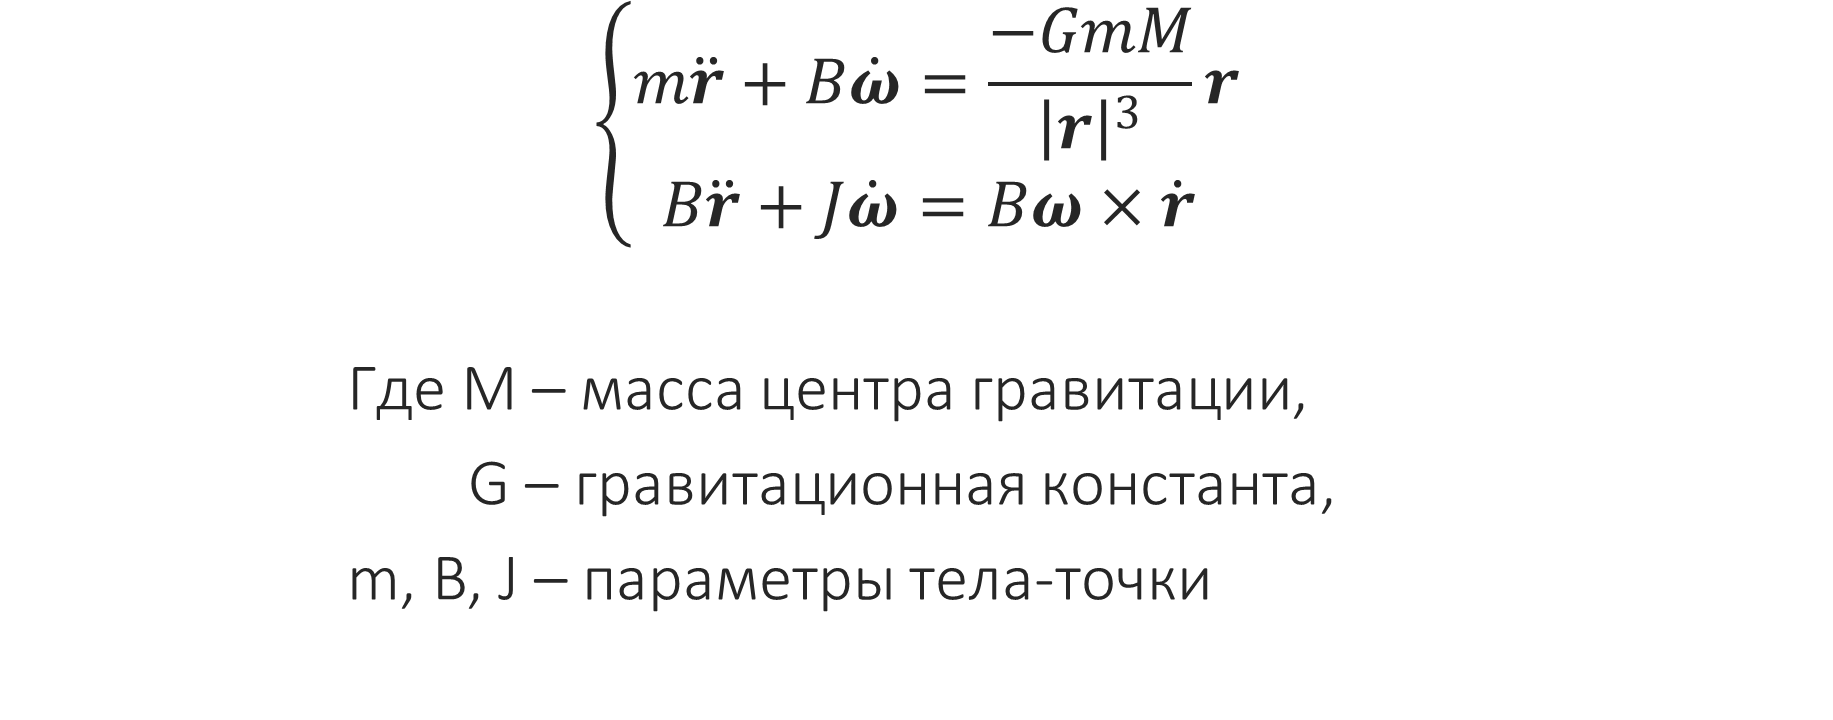 m𝒓̈ + B𝝎̇ = −GmM/|𝒓|³ 𝒓
B𝒓̈ + J𝝎̇ = B𝝎 × 𝒓̇
Где M – масса центра гравитации,
G – гравитационная константа,
m, B, J – параметры тела-точки